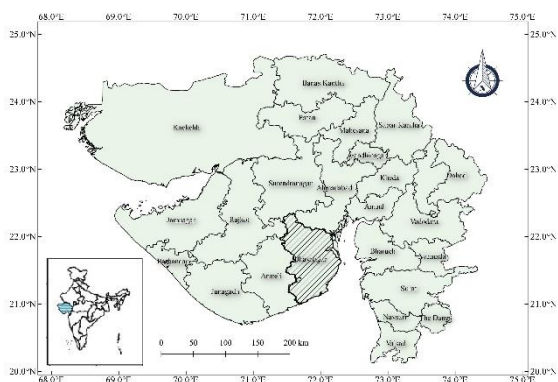 68.0°E 69.0°E 70.0°E 71.0°E 72.0°E 73.0°E 74.0°E 75.0°E
25.0°N 25.0°N
Banas Kantha
24.0°N Patan 24.0°N
Kachchh Mahesana Sabar Kantha
Gandhinagar
23.0°N Surendranagar Ahmadabad Kheda Dohad 23.0°N
Anand
Jamnagar Rajkot Vadodara
22.0°N Bhavnagar Bharuch Narmada 22.0°N
Porbandar Amreli
Junagadh Surat
21.0°N Navsari The Dangs 21.0°N
Valsad
0 50 100 150 200 km
20.0°N 20.0°N
68.0°E 69.0°E 70.0°E 71.0°E 72.0°E 73.0°E 74.0°E 75.0°E